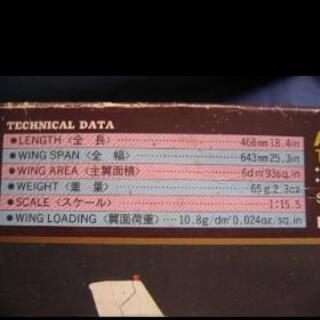 TECHNICAL DATA
●LENGTH〈全 長〉 468mm 18.4in
●WING SPAN〈全 幅〉 643mm 25.3in
●WING AREA〈主翼面積〉 6dm² 93sq.in
●WEIGHT〈重 量〉 65g 2.3oz
●SCALE〈スケール〉 1:15.5
●WING LOADING〈翼面荷重〉 10.8g/dm² 0.024oz/sq.in